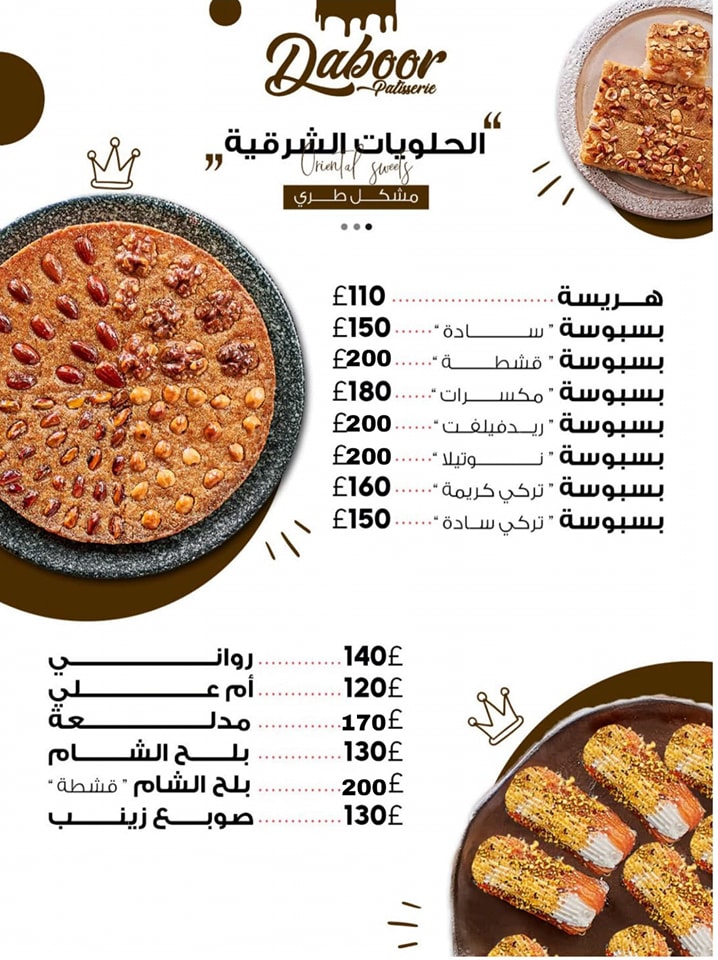 Daboor
Patisserie
"الحلويات الشرقية"
Oriental sweets
مشكل طري
هريسة ........ £110
بسبوسة "سادة" ...... £150
بسبوسة "قشطة" ...... £200
بسبوسة "مكسرات" ...... £180
بسبوسة "ريدفيلفت" ...... £200
بسبوسة "نوتيلا" ...... £200
بسبوسة "تركي كريمة" ...... £160
بسبوسة "تركي سادة" ...... £150
رواني ........ 140£
أم علي ........ 120£
مدلعة ........ 170£
بلح الشام ........ 130£
بلح الشام "قشطة" ........ 200£
صوبع زينب ........ 130£